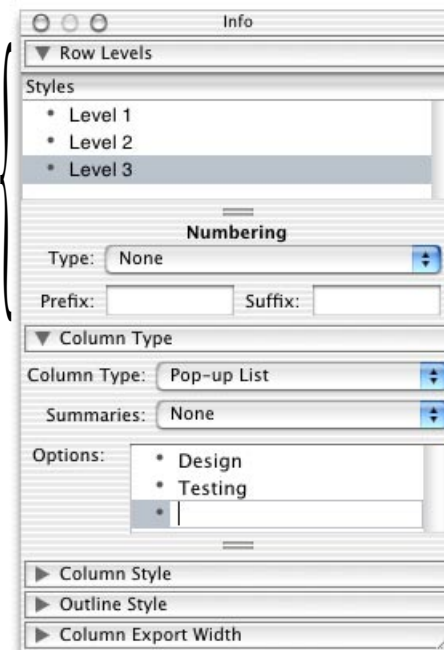 Info
Row Levels
Styles
Level 1
Level 2
Level 3
Numbering
Type: None
Prefix: Suffix:
Column Type
Column Type: Pop-up List
Summaries: None
Options:
Design
Testing
Column Style
Outline Style
Column Export Width